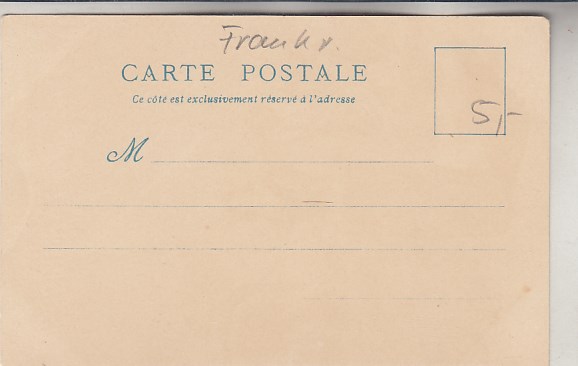 Frankr.
CARTE POSTALE
Ce côté est exclusivement réservé à l'adresse
5,-
M